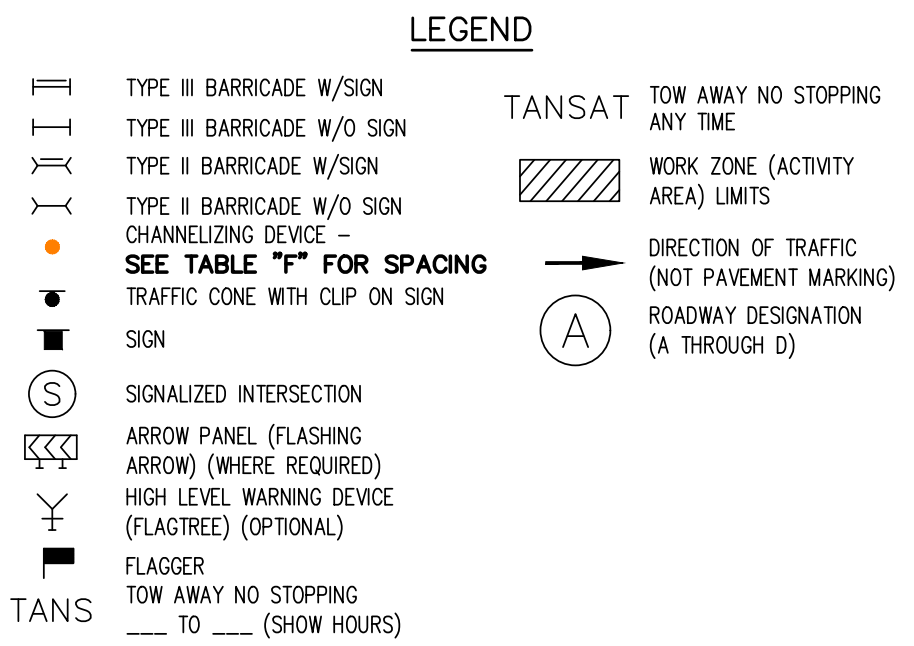 LEGEND
TYPE III BARRICADE W/SIGN
TYPE III BARRICADE W/O SIGN
TYPE II BARRICADE W/SIGN
TYPE II BARRICADE W/O SIGN
CHANNELIZING DEVICE –
SEE TABLE "F" FOR SPACING
TRAFFIC CONE WITH CLIP ON SIGN
SIGN
S SIGNALIZED INTERSECTION
ARROW PANEL (FLASHING
ARROW) (WHERE REQUIRED)
HIGH LEVEL WARNING DEVICE
(FLAGTREE) (OPTIONAL)
FLAGGER
TANS TOW AWAY NO STOPPING
___ TO ___ (SHOW HOURS)
TANSAT TOW AWAY NO STOPPING
ANY TIME
WORK ZONE (ACTIVITY
AREA) LIMITS
DIRECTION OF TRAFFIC
(NOT PAVEMENT MARKING)
A ROADWAY DESIGNATION
(A THROUGH D)